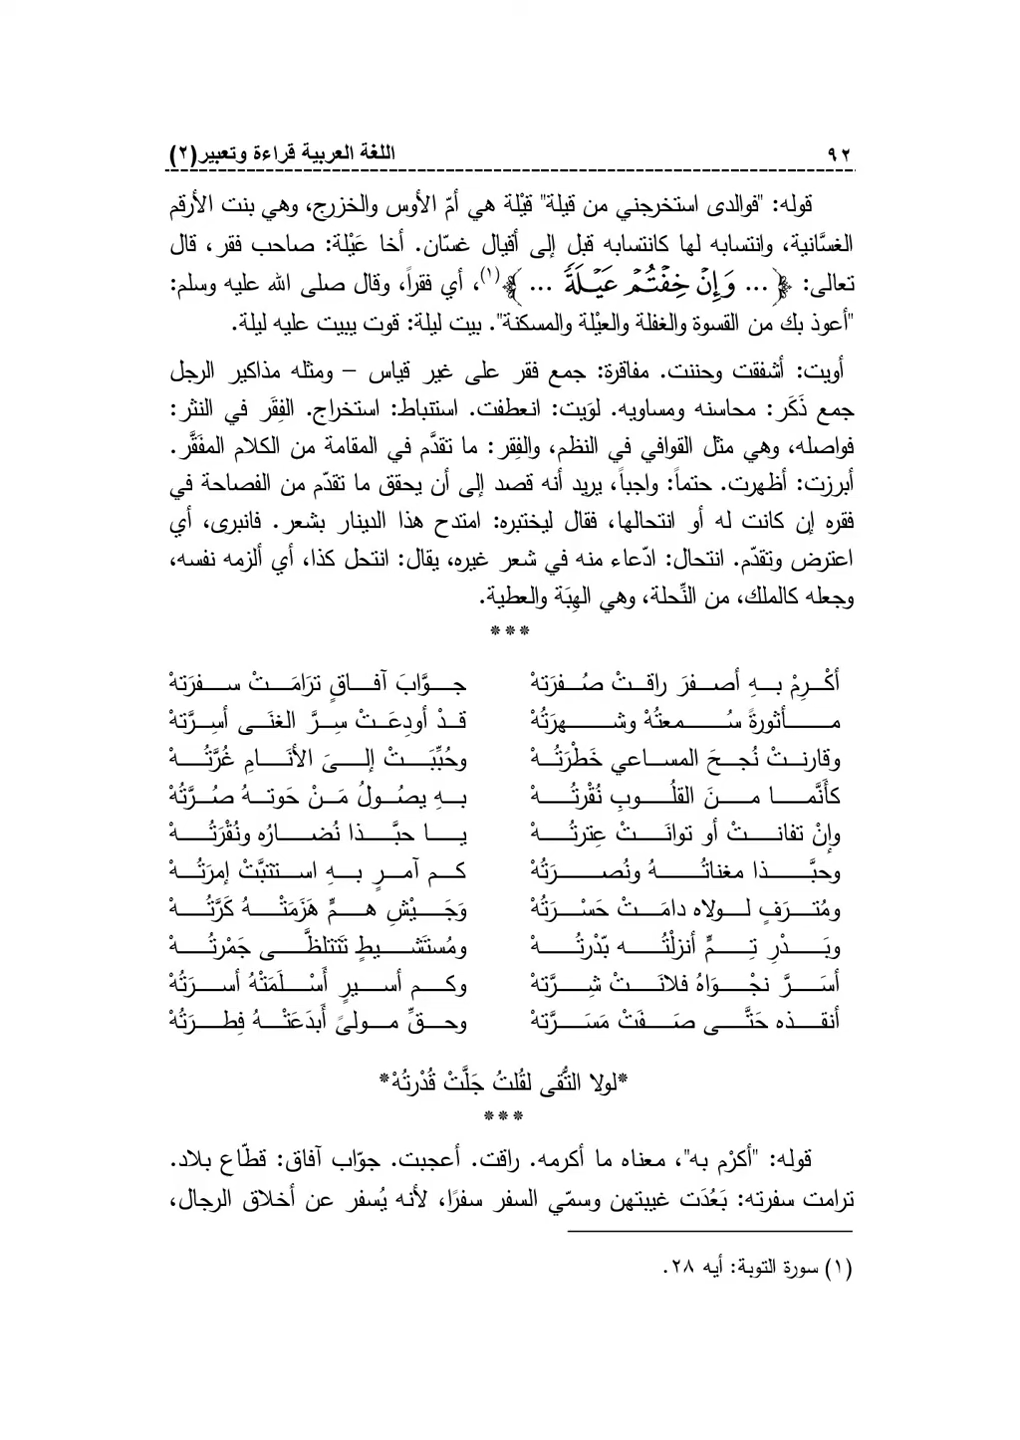 ٩٢ اللغة العربية قراءة وتعبير(٢)
قوله: "فوالدى استخرجني من قيلة" قيْلة هي أمّ الأوس والخزرج، وهي بنت الأرقم
الغسَّانية، وانتسابه لها كانتسابه قبل إلى أقيال غسّان. أخا عَيْلة: صاحب فقر، قال
تعالى: ﴿... وَإِنْ خِفْتُمْ عَيْلَةً ...﴾(١)، أي فقراً، وقال صلى الله عليه وسلم:
"أعوذ بك من القسوة والغفلة والعيْلة والمسكنة". بيت ليلة: قوت يبيت عليه ليلة.
أويت: أشفقت وحننت. مفاقرة: جمع فقر على غير قياس – ومثله مذاكير الرجل
جمع ذَكَر: محاسنه ومساويه. لوَيت: انعطفت. استنباط: استخراج. الفِقَر في النثر:
فواصله، وهي مثل القوافي في النظم، والفِقر: ما تقدَّم في المقامة من الكلام المفَقَّر.
أبرزت: أظهرت. حتماً: واجباً، يريد أنه قصد إلى أن يحقق ما تقدّم من الفصاحة في
فقره إن كانت له أو انتحالها، فقال ليختبره: امتدح هذا الدينار بشعر. فانبرى، أي
اعترض وتقدّم. انتحال: ادّعاء منه في شعر غيره، يقال: انتحل كذا، أي ألزمه نفسه،
وجعله كالملك، من النِّحلة، وهي الهِبَة والعطية.
***
أكْرِمْ بهِ أصفرَ راقتْ صُفرَتهْ جوَّابَ آفاقٍ ترَامَتْ سفرَتهْ
مأثورةً سُمعتُهْ وشهرَتُهْ قدْ أودِعَتْ سِرَّ الغنَى أسِرَّتهْ
وقارنتْ نُجحَ المساعي خَطْرَتُهْ وحُبِّبَتْ إلىَ الأنَامِ غُرَّتُهْ
كأنَّما منَ القلُوبِ نُقْرتُهْ بهِ يصُولُ مَنْ حَوتهُ صُرَّتُهْ
وإنْ تفانتْ أو توانَتْ عِترتُهْ يا حبَّذا نُضارُه ونُقْرَتُهْ
وحبَّذا مغناتُهُ ونُصرَتُهْ كم آمرٍ بهِ استتبَّتْ إمرَتُهْ
ومُترَفٍ لولاه دامَتْ حَسْرَتُهْ وَجَيْشِ همٍّ هَزَمَتْهُ كَرَّتُهْ
وبَدْرِ تِمٍّ أنزلْتُه بّدْرتُهْ ومُستَشيطٍ تَتلظَّى جَمْرتُهْ
أسَرَّ نجْوَاهُ فلانَتْ شِرَّتهْ وكم أسيرٍ أَسْلَمَتْهُ أسرَتُهْ
أنقذه حَتَّى صَفَتْ مَسَرَّتهْ وحقِّ مولىً أَبدَعَتْهُ فِطرَتُهْ
*لولا التُّقى لقُلتُ جَلَّتْ قُدْرتُهْ*
***
قوله: "أكرْم به"، معناه ما أكرمه. راقت. أعجبت. جوّاب آفاق: قطّاع بلاد.
ترامت سفرته: بَعُدَت غيبتهن وسمّي السفر سفرًا، لأنه يُسفر عن أخلاق الرجال،
(١) سورة التوبة: أيه ٢٨.